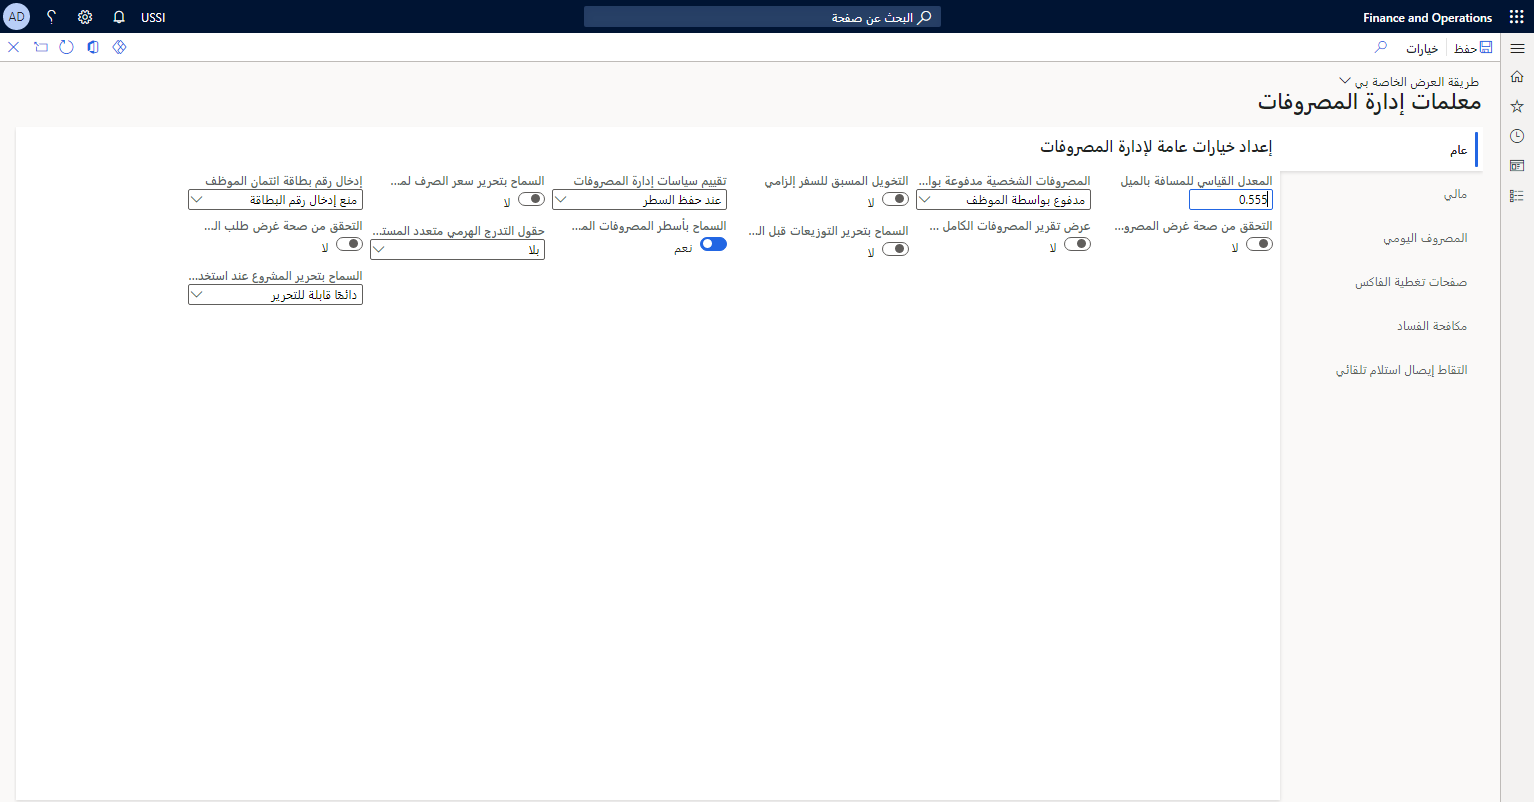 Finance and Operations
البحث عن صفحة
USSI
AD
حفظ
خيارات
طريقة العرض الخاصة بي
معلمات إدارة المصروفات
عام
مالي
المصروف اليومي
صفحات تغطية الفاكس
مكافحة الفساد
التقاط إيصال استلام تلقائي
إعداد خيارات عامة لإدارة المصروفات
المعدل القياسي للمسافة بالميل
0.555
المصروفات الشخصية مدفوعة بوا...
مدفوع بواسطة الموظف
التخويل المسبق للسفر إلزامي
لا
تقييم سياسات إدارة المصروفات
عند حفظ السطر
السماح بتحرير سعر الصرف لم...
لا
إدخال رقم بطاقة ائتمان الموظف
منع إدخال رقم البطاقة
التحقق من صحة غرض المصرو...
لا
عرض تقرير المصروفات الكامل ...
لا
السماح بتحرير التوزيعات قبل ال...
لا
السماح بأسطر المصروفات الم...
نعم
حقول التدرج الهرمي متعدد المست...
بلا
التحقق من صحة غرض طلب ال...
لا
السماح بتحرير المشروع عند استخد...
دائمًا قابلة للتحرير